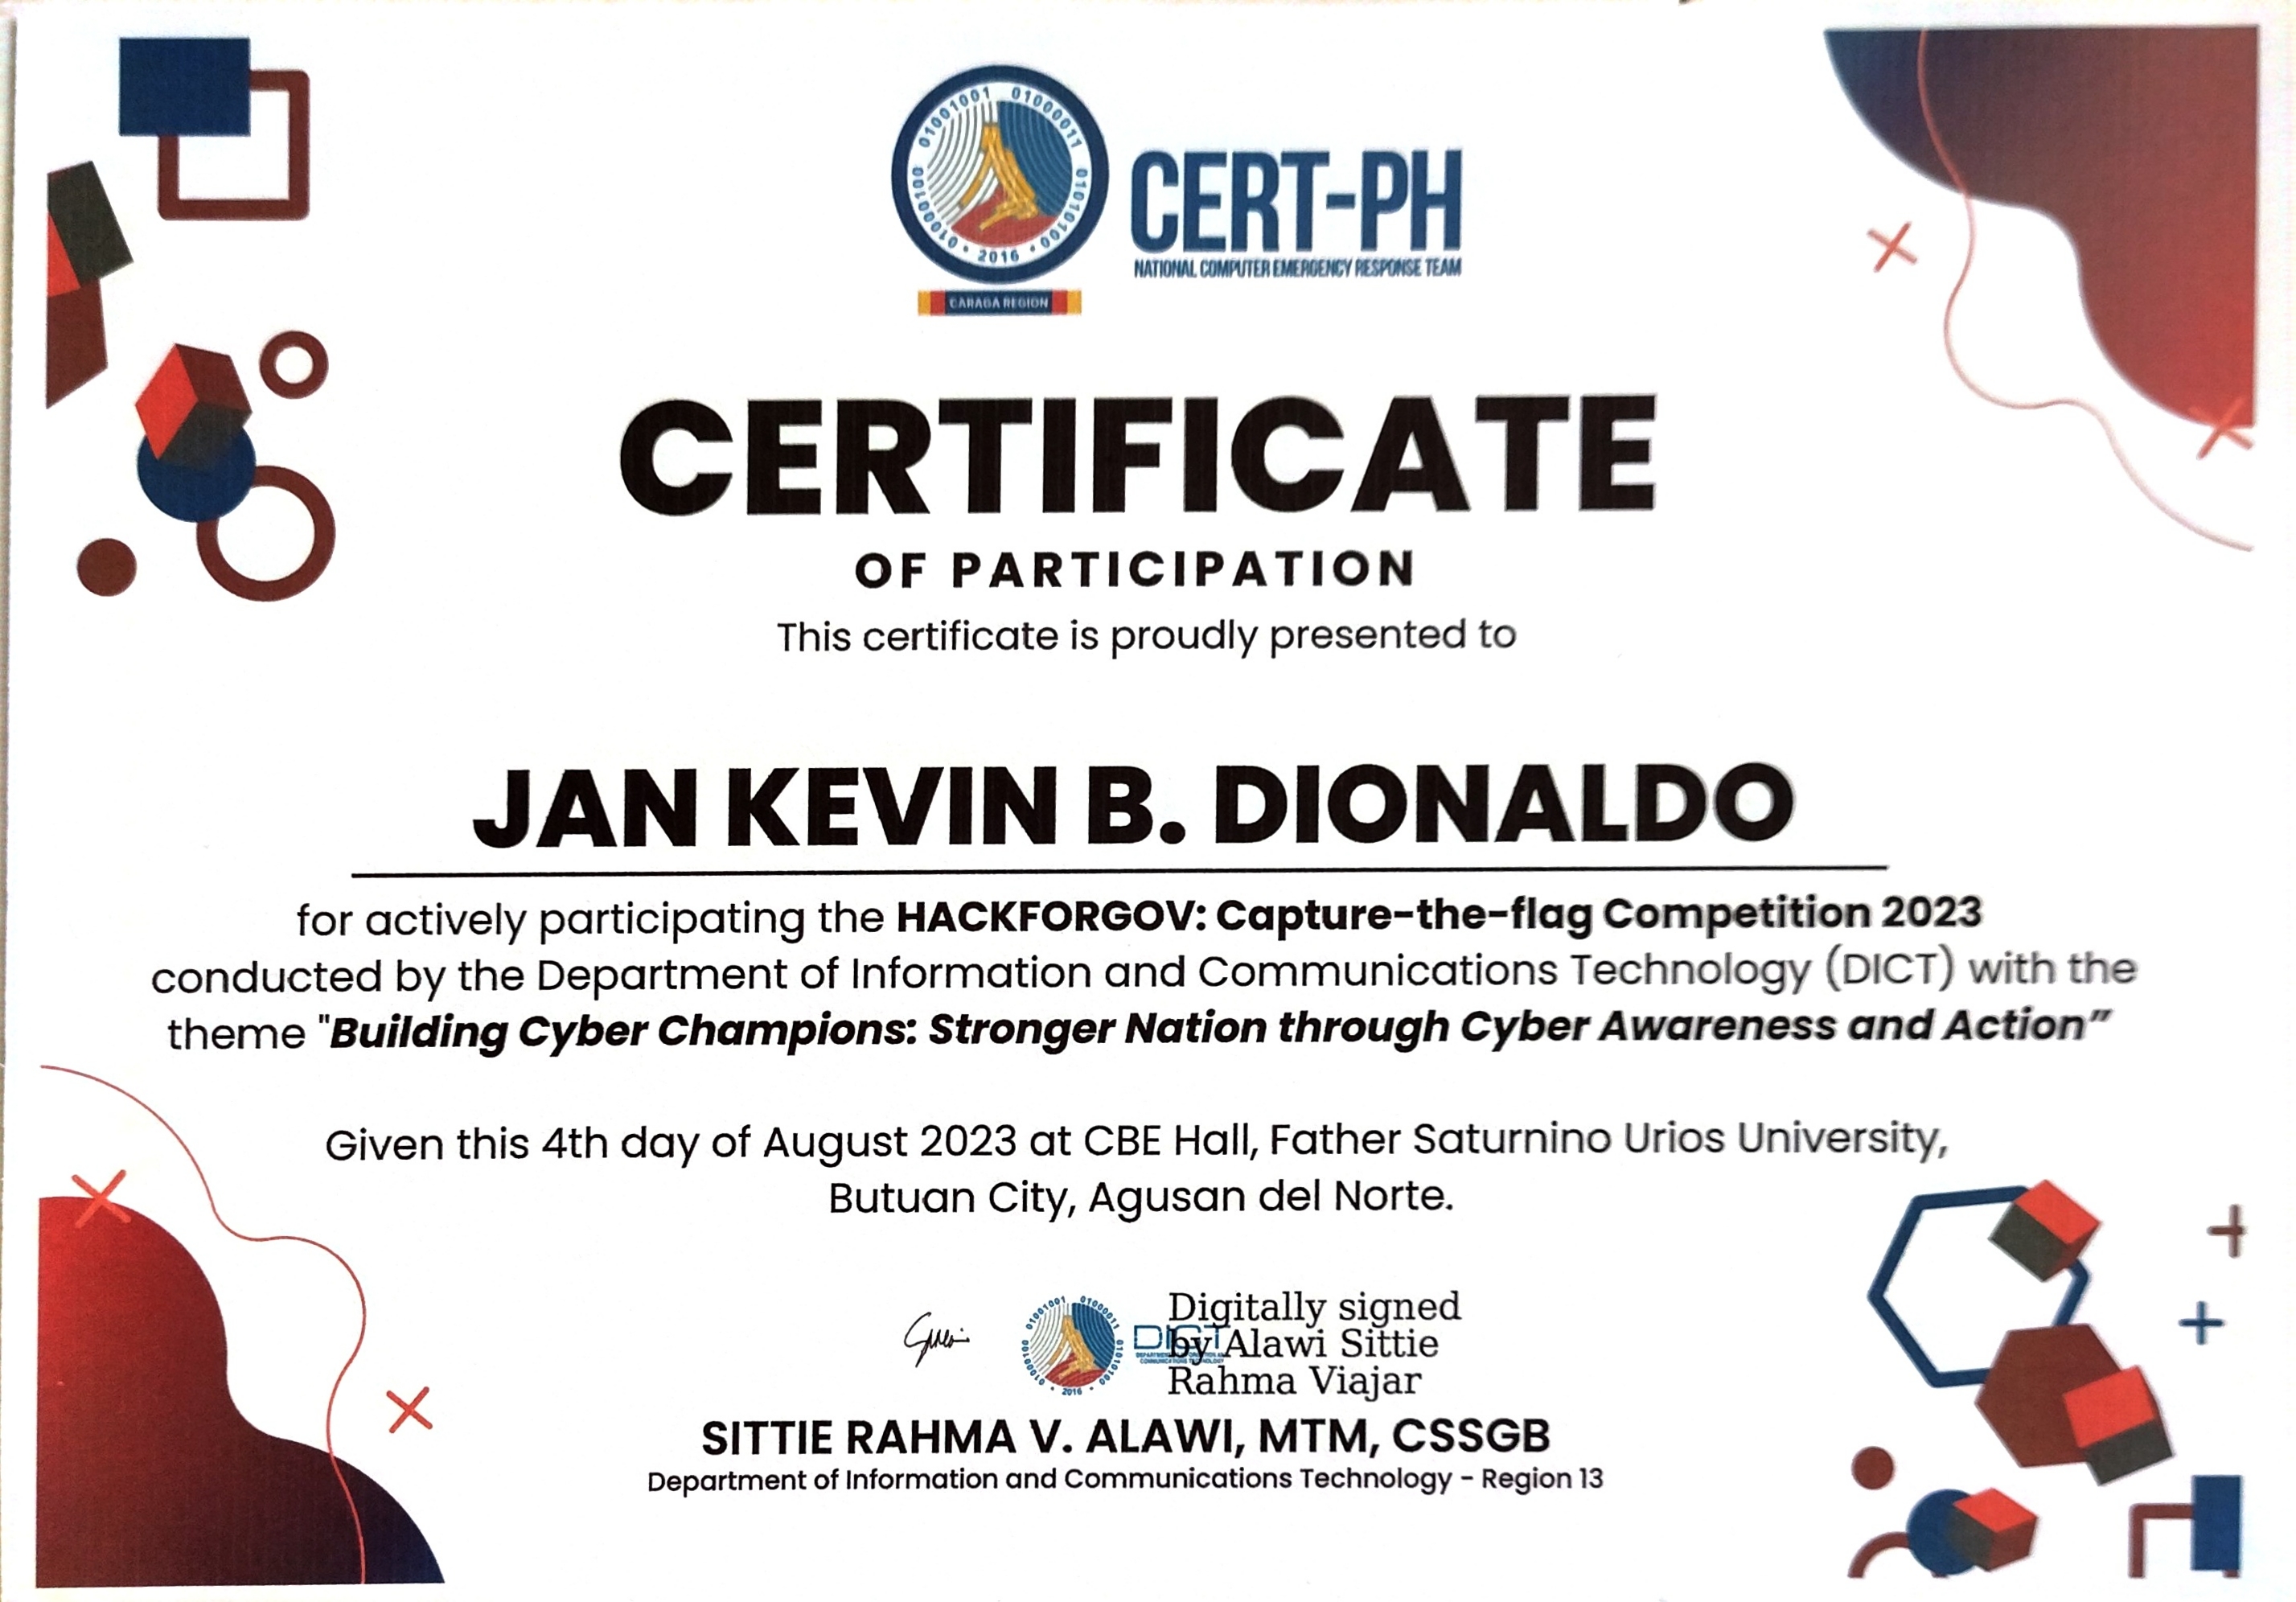 01001001 01000011 01010100 01000100 01000100 2016
CERT-PH
NATIONAL COMPUTER EMERGENCY RESPONSE TEAM
CARAGA REGION
CERTIFICATE
OF PARTICIPATION
This certificate is proudly presented to
JAN KEVIN B. DIONALDO
for actively participating the HACKFORGOV: Capture-the-flag Competition 2023
conducted by the Department of Information and Communications Technology (DICT) with the
theme "Building Cyber Champions: Stronger Nation through Cyber Awareness and Action”
Given this 4th day of August 2023 at CBE Hall, Father Saturnino Urios University,
Butuan City, Agusan del Norte.
2016
DICT
Digitally signed
by Alawi Sittie
Rahma Viajar
SITTIE RAHMA V. ALAWI, MTM, CSSGB
Department of Information and Communications Technology - Region 13